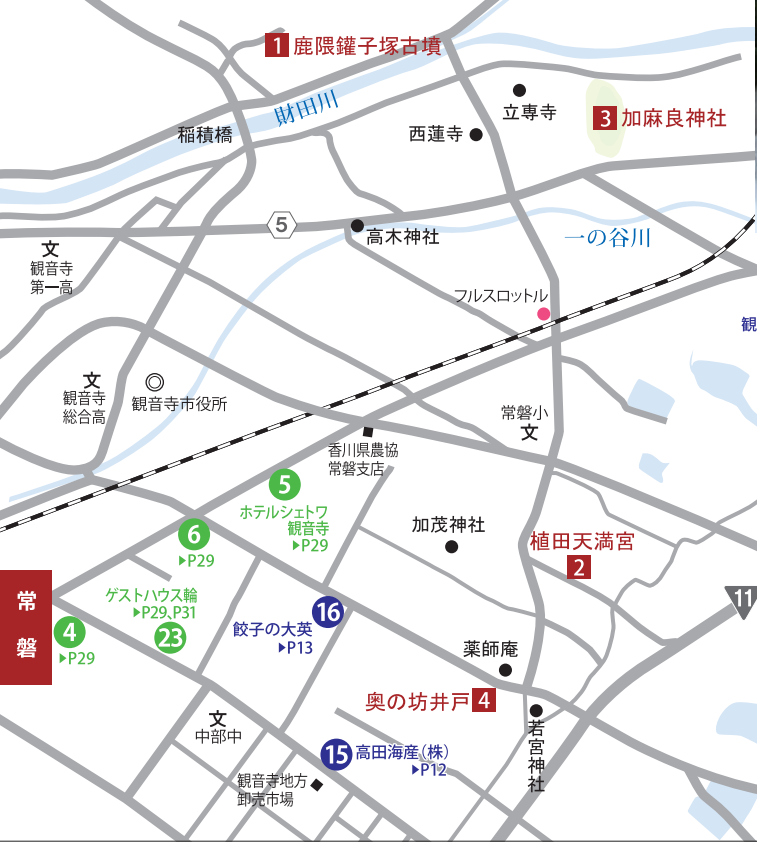 1 鹿隈鑵子塚古墳
財田川
立専寺
3 加麻良神社
稲積橋
西蓮寺
5
高木神社
一の谷川
文
観音寺
第一高
フルスロットル
観
文
観音寺
総合高
観音寺市役所
常磐小
文
香川県農協
常磐支店
5
ホテルシェトワ
観音寺
▶P29
6
▶P29
加茂神社
植田天満宮
2
常
磐
ゲストハウス輪
▶P29、P31
23
4
▶P29
16
餃子の大英
▶P13
11
薬師庵
奥の坊井戸 4
文
中部中
若宮神社
15 高田海産(株)
▶P12
観音寺地方
卸売市場